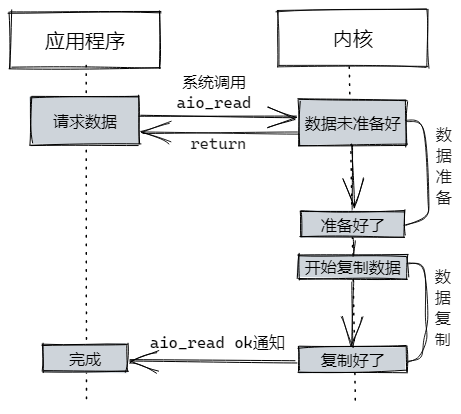 应用程序
内核
系统调用
aio_read
请求数据
数据未准备好
return
数据准备
准备好了
开始复制数据
数据复制
aio_read ok通知
完成
复制好了